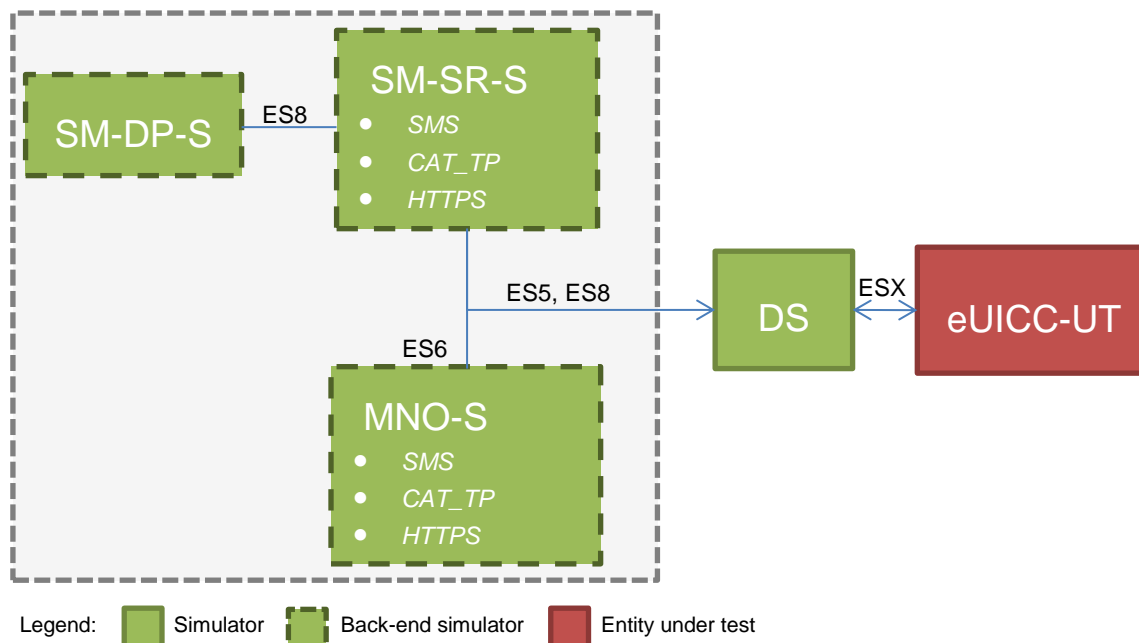 SM-DP-S
ES8
SM-SR-S
● SMS
● CAT_TP
● HTTPS
ES5, ES8
DS
ESX
eUICC-UT
ES6
MNO-S
● SMS
● CAT_TP
● HTTPS
Legend: Simulator Back-end simulator Entity under test